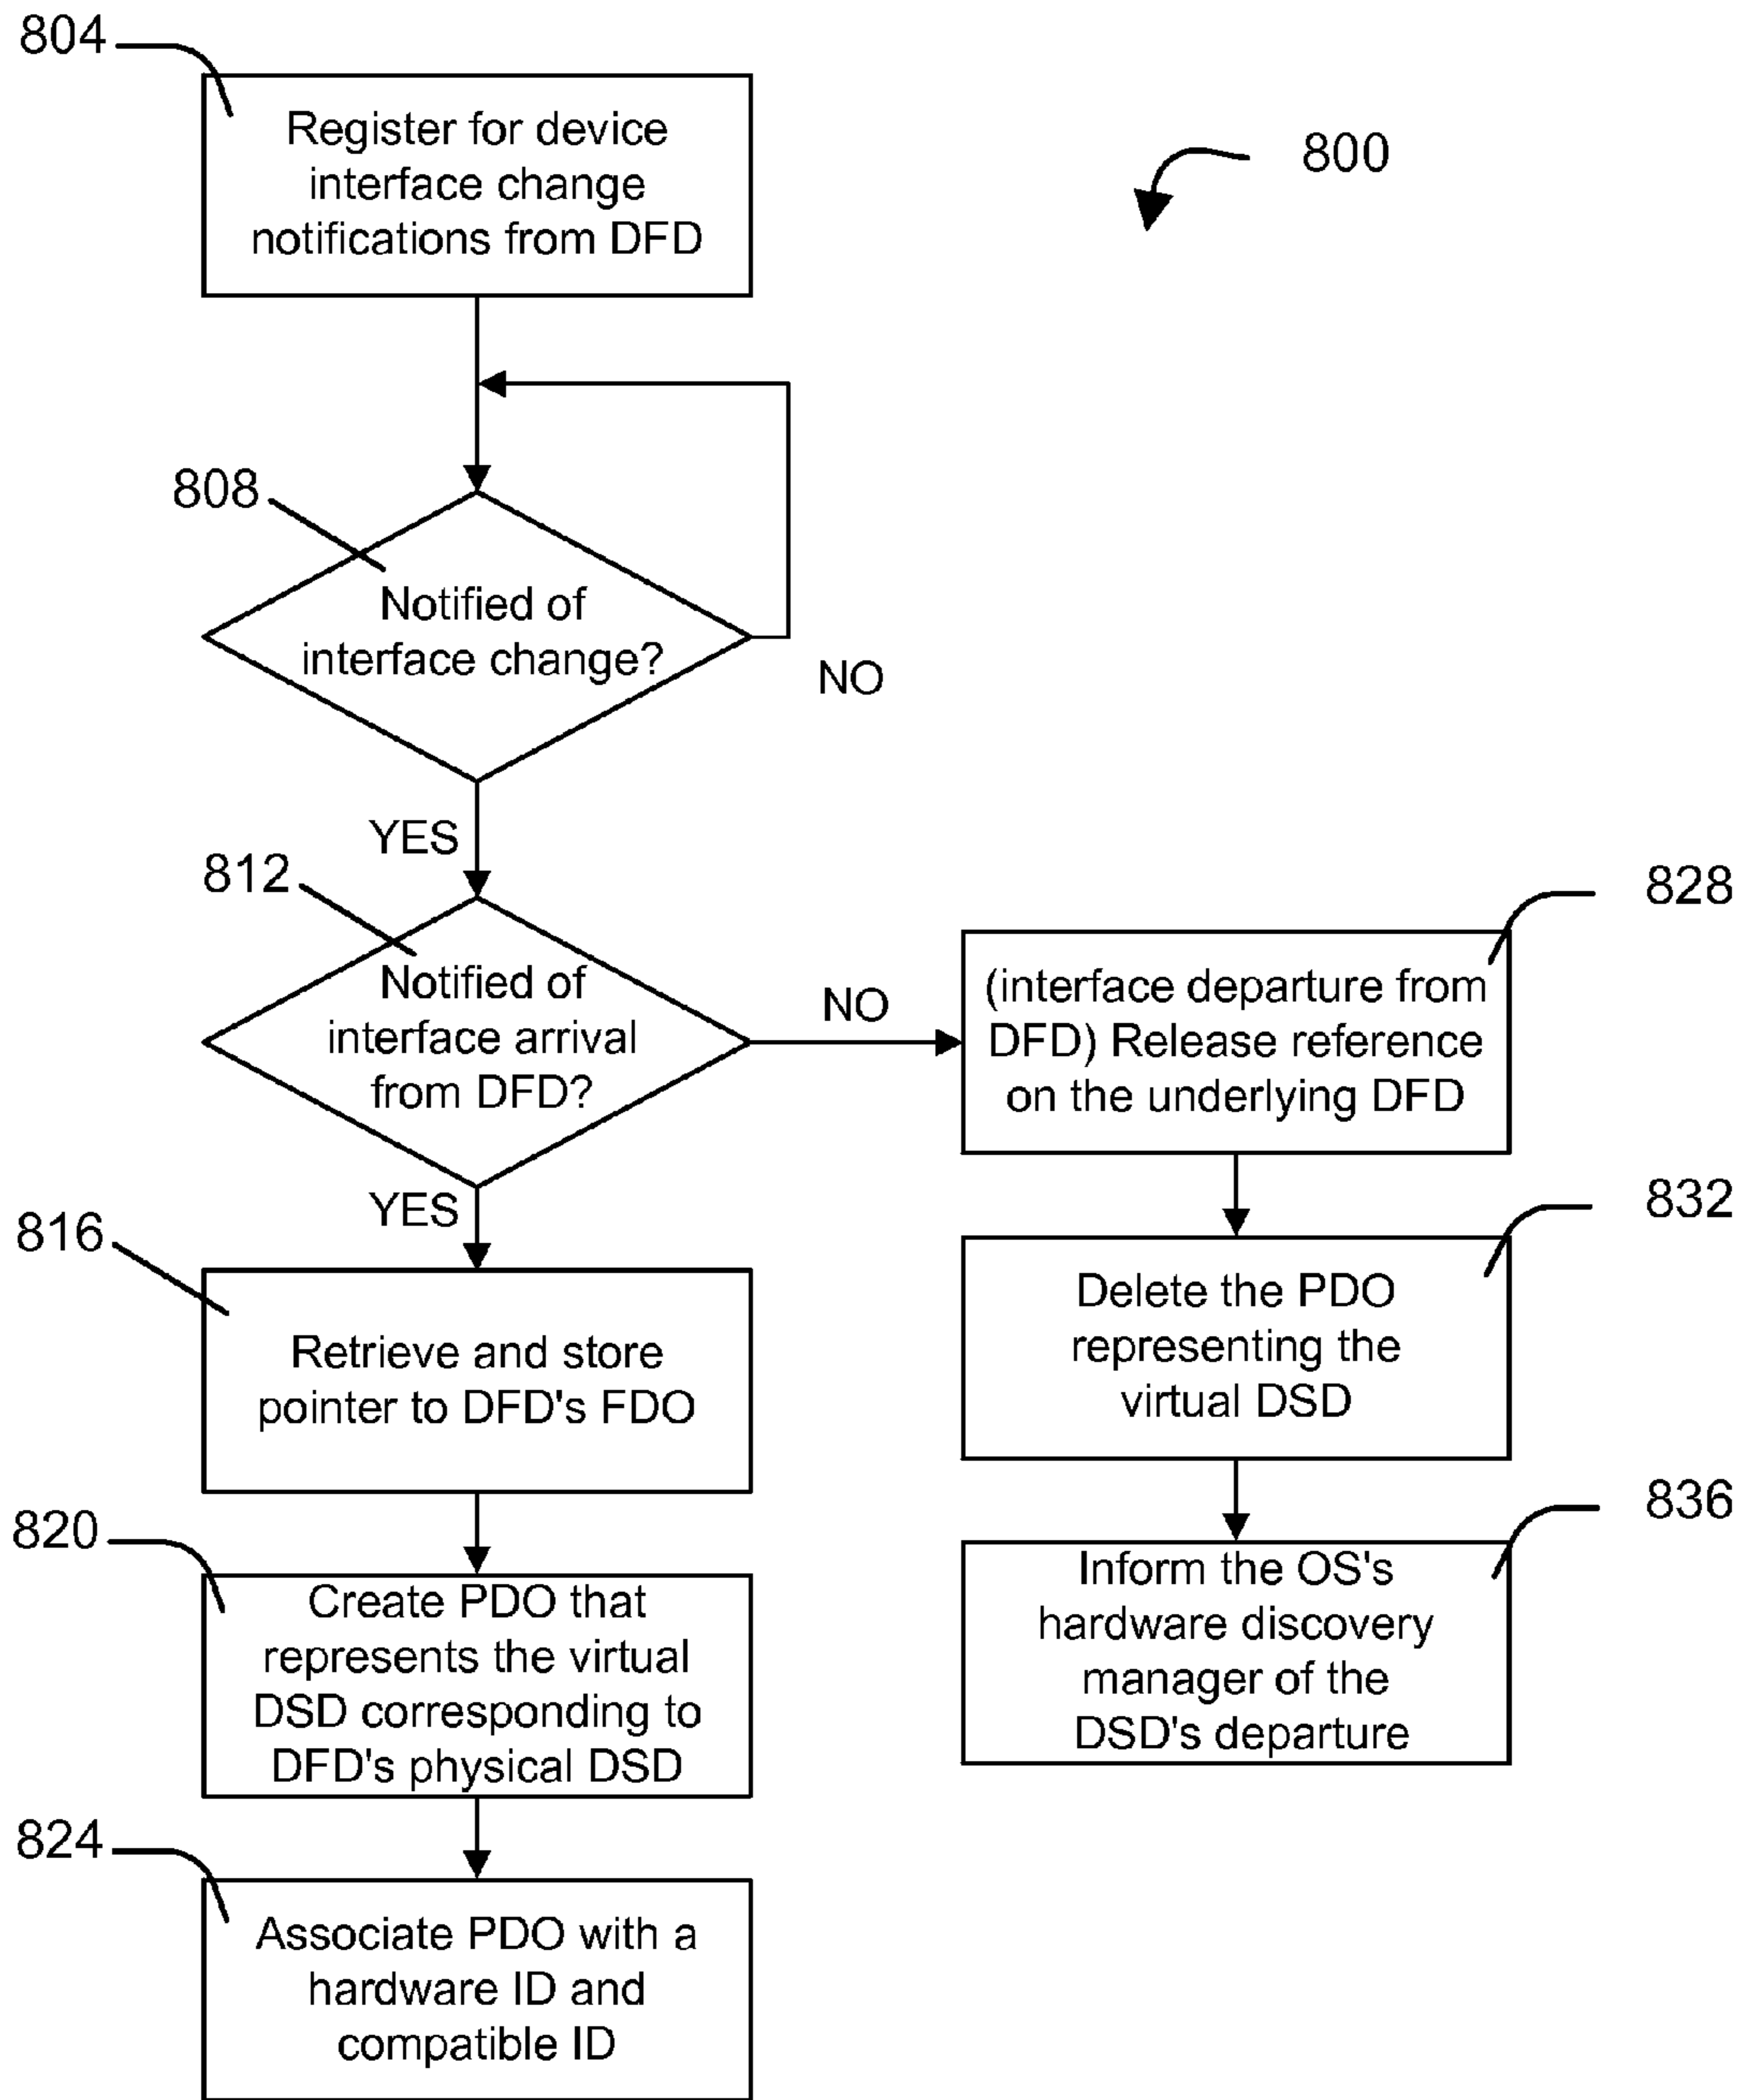 804
Register for device
interface change
notifications from DFD
800
808
Notified of
interface change?
NO
YES
812
Notified of
interface arrival
from DFD?
NO
828
(interface departure from
DFD) Release reference
on the underlying DFD
YES
816
Retrieve and store
pointer to DFD's FDO
832
Delete the PDO
representing the
virtual DSD
820
Create PDO that
represents the virtual
DSD corresponding to
DFD's physical DSD
836
Inform the OS's
hardware discovery
manager of the
DSD's departure
824
Associate PDO with a
hardware ID and
compatible ID